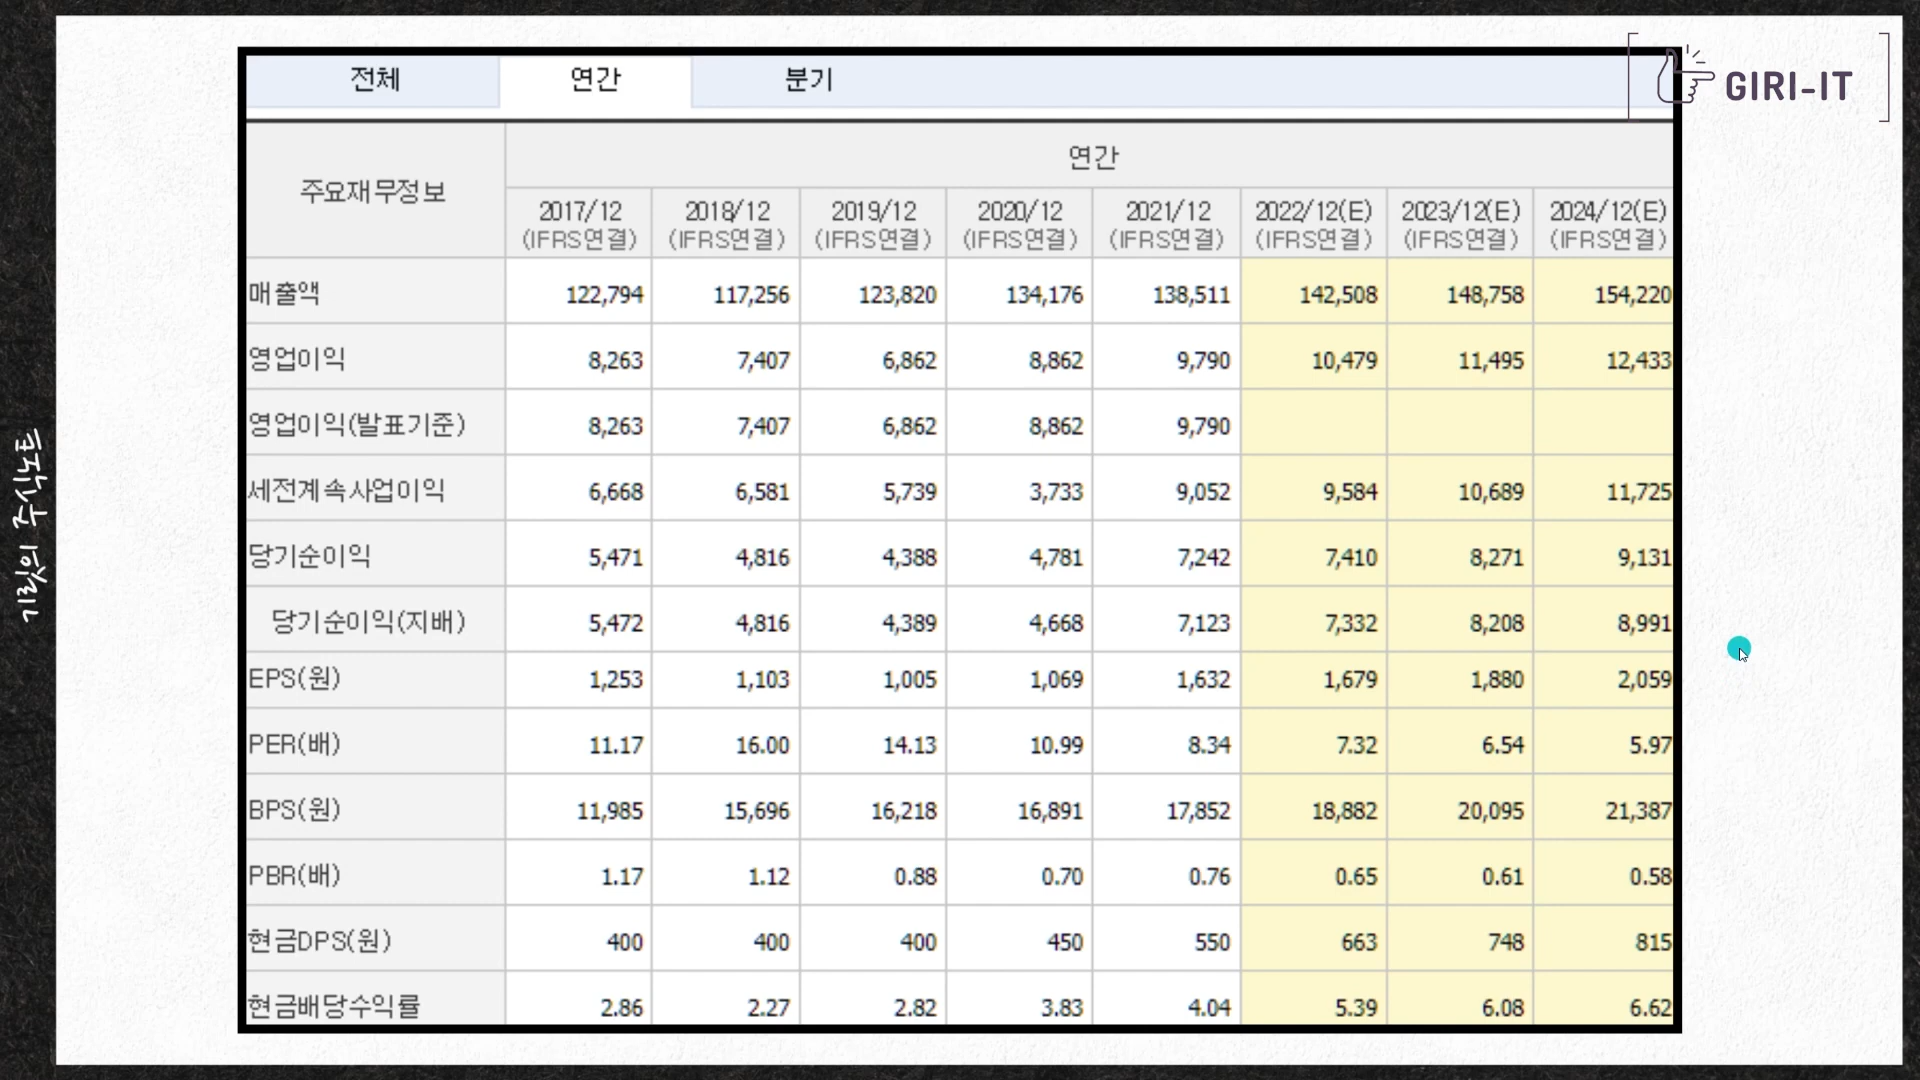 GIRI-IT
전체 연간 분기
주요재무정보 연간
2017/12 2018/12 2019/12 2020/12 2021/12 2022/12(E) 2023/12(E) 2024/12(E)
(IFRS연결) (IFRS연결) (IFRS연결) (IFRS연결) (IFRS연결) (IFRS연결) (IFRS연결) (IFRS연결)
매출액 122,794 117,256 123,820 134,176 138,511 142,508 148,758 154,220
영업이익 8,263 7,407 6,862 8,862 9,790 10,479 11,495 12,433
영업이익(발표기준) 8,263 7,407 6,862 8,862 9,790
세전계속사업이익 6,668 6,581 5,739 3,733 9,052 9,584 10,689 11,725
당기순이익 5,471 4,816 4,388 4,781 7,242 7,410 8,271 9,131
당기순이익(지배) 5,472 4,816 4,389 4,668 7,123 7,332 8,208 8,991
EPS(원) 1,253 1,103 1,005 1,069 1,632 1,679 1,880 2,059
PER(배) 11.17 16.00 14.13 10.99 8.34 7.32 6.54 5.97
BPS(원) 11,985 15,696 16,218 16,891 17,852 18,882 20,095 21,387
PBR(배) 1.17 1.12 0.88 0.70 0.76 0.65 0.61 0.58
현금DPS(원) 400 400 400 450 550 663 748 815
현금배당수익률 2.86 2.27 2.82 3.83 4.04 5.39 6.08 6.62
기릿의 주식노트